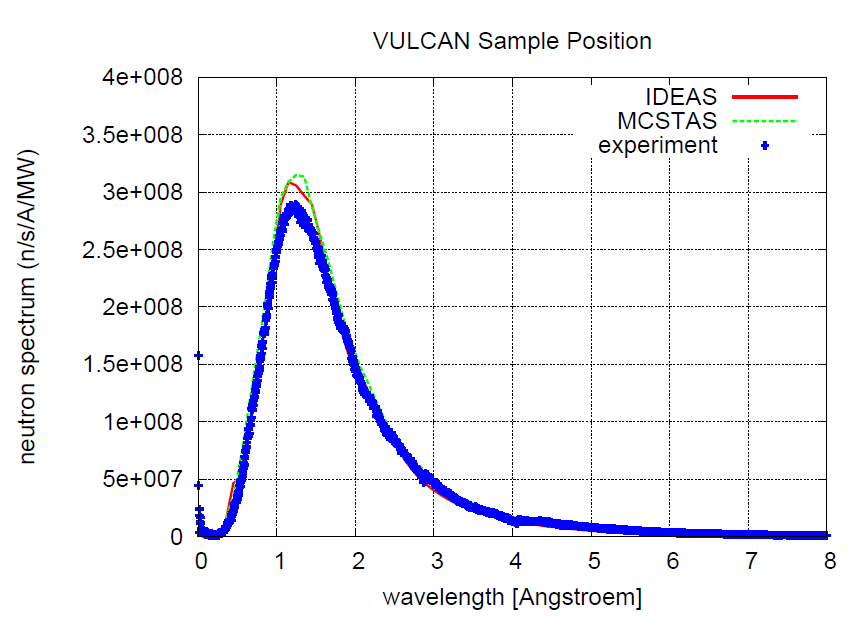 VULCAN Sample Position
4e+008
3.5e+008
3e+008
2.5e+008
2e+008
1.5e+008
1e+008
5e+007
0
neutron spectrum (n/s/A/MW)
IDEAS
MCSTAS
experiment
0 1 2 3 4 5 6 7 8
wavelength [Angstroem]